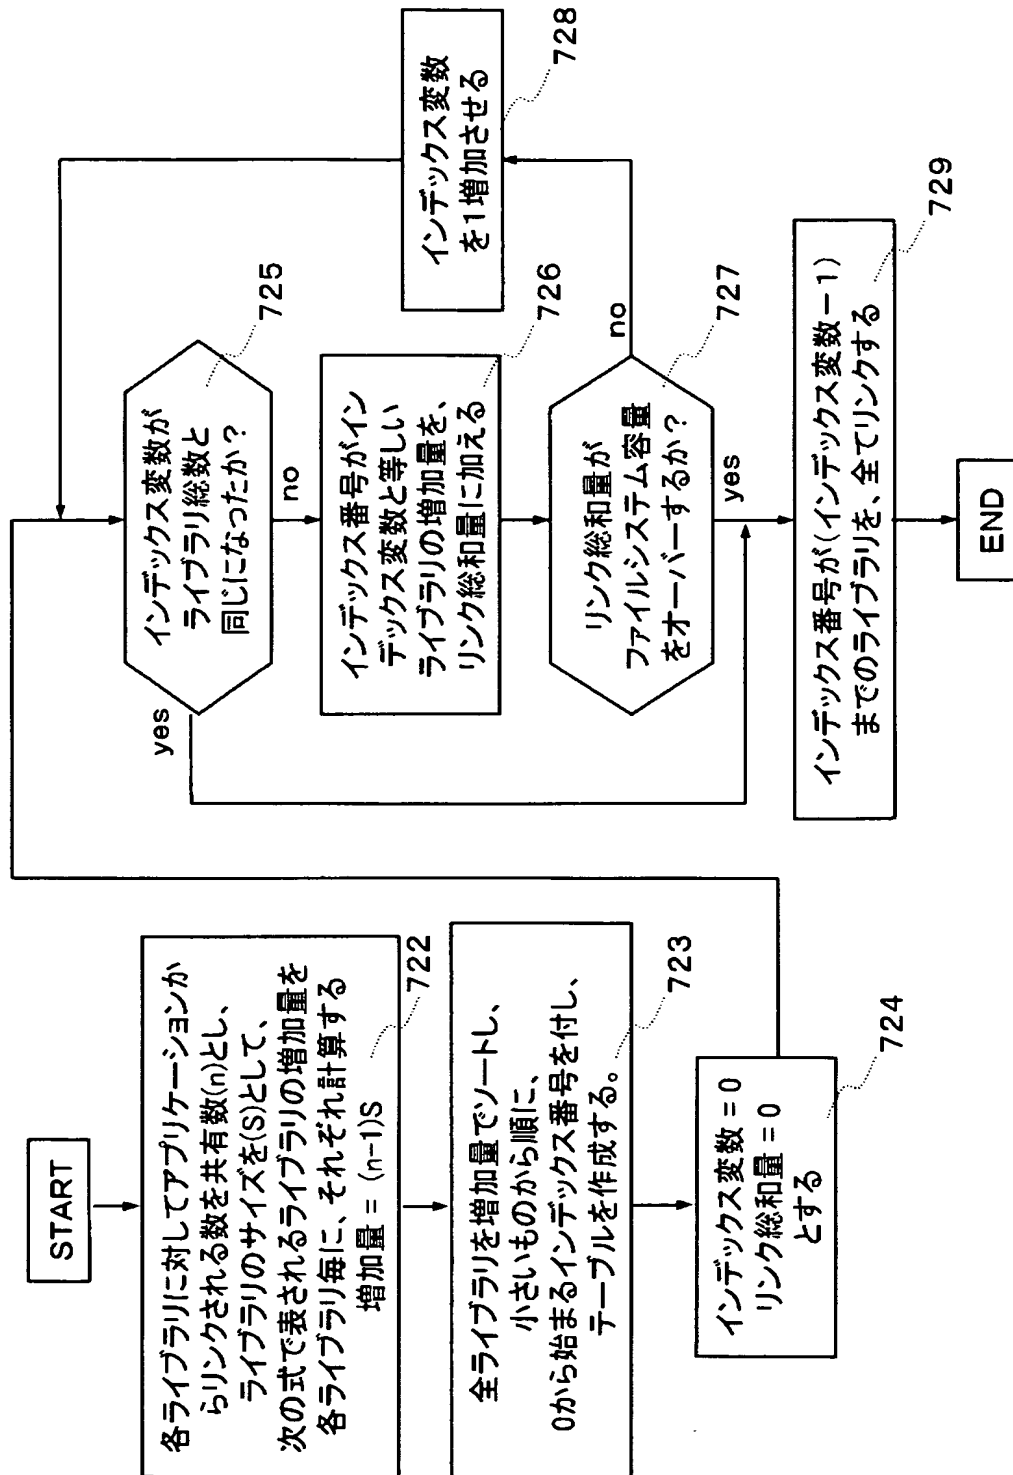 START
各ライブラリに対してアプリケーションか
らリンクされる数を共有数(n)とし、
ライブラリのサイズを(S)として、
次の式で表されるライブラリの増加量を
各ライブラリ毎に、それぞれ計算する
増加量 = (n-1)S
722
全ライブラリを増加量でソートし、
小さいものから順に、
0から始まるインデックス番号を付し、
テーブルを作成する。
723
インデックス変数=0
リンク総和量=0
とする
724
インデックス変数が
ライブラリ総数と
同じになったか？
725
yes
no
インデックス番号がイン
デックス変数と等しい
ライブラリの増加量を、
リンク総和量に加える
726
リンク総和量が
ファイルシステム容量
をオーバーするか？
727
no
yes
インデックス変数
を1増加させる
728
インデックス番号が(インデックス変数−1)
までのライブラリを、全てリンクする
729
END